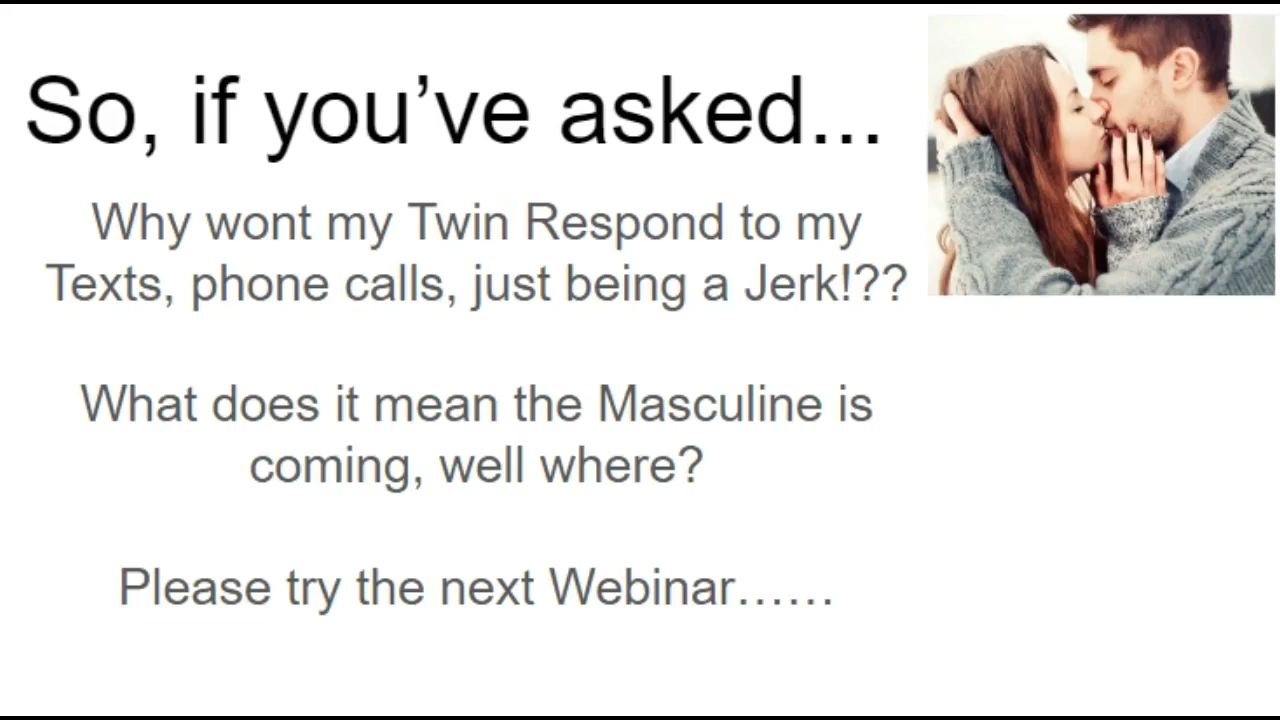 So, if you’ve asked...
Why wont my Twin Respond to my
Texts, phone calls, just being a Jerk!??
What does it mean the Masculine is
coming, well where?
Please try the next Webinar……